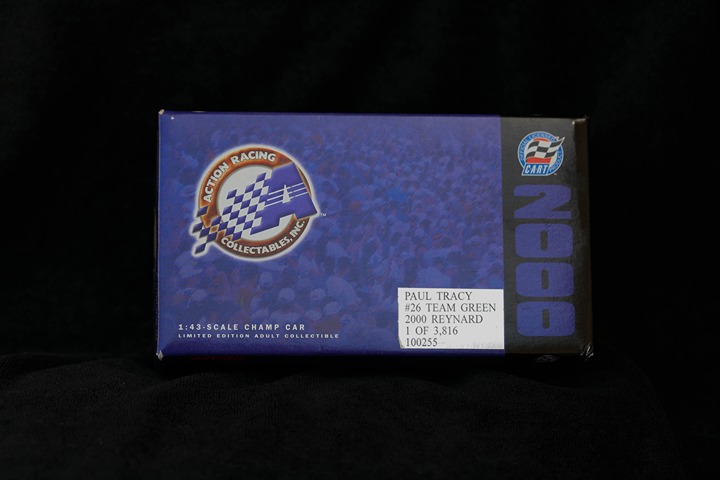 ACTION RACING
COLLECTABLES, INC.
TM
1:43-SCALE CHAMP CAR
LIMITED EDITION ADULT COLLECTIBLE
PAUL TRACY
#26 TEAM GREEN
2000 REYNARD
1 OF 3,816
100255
CART
2000